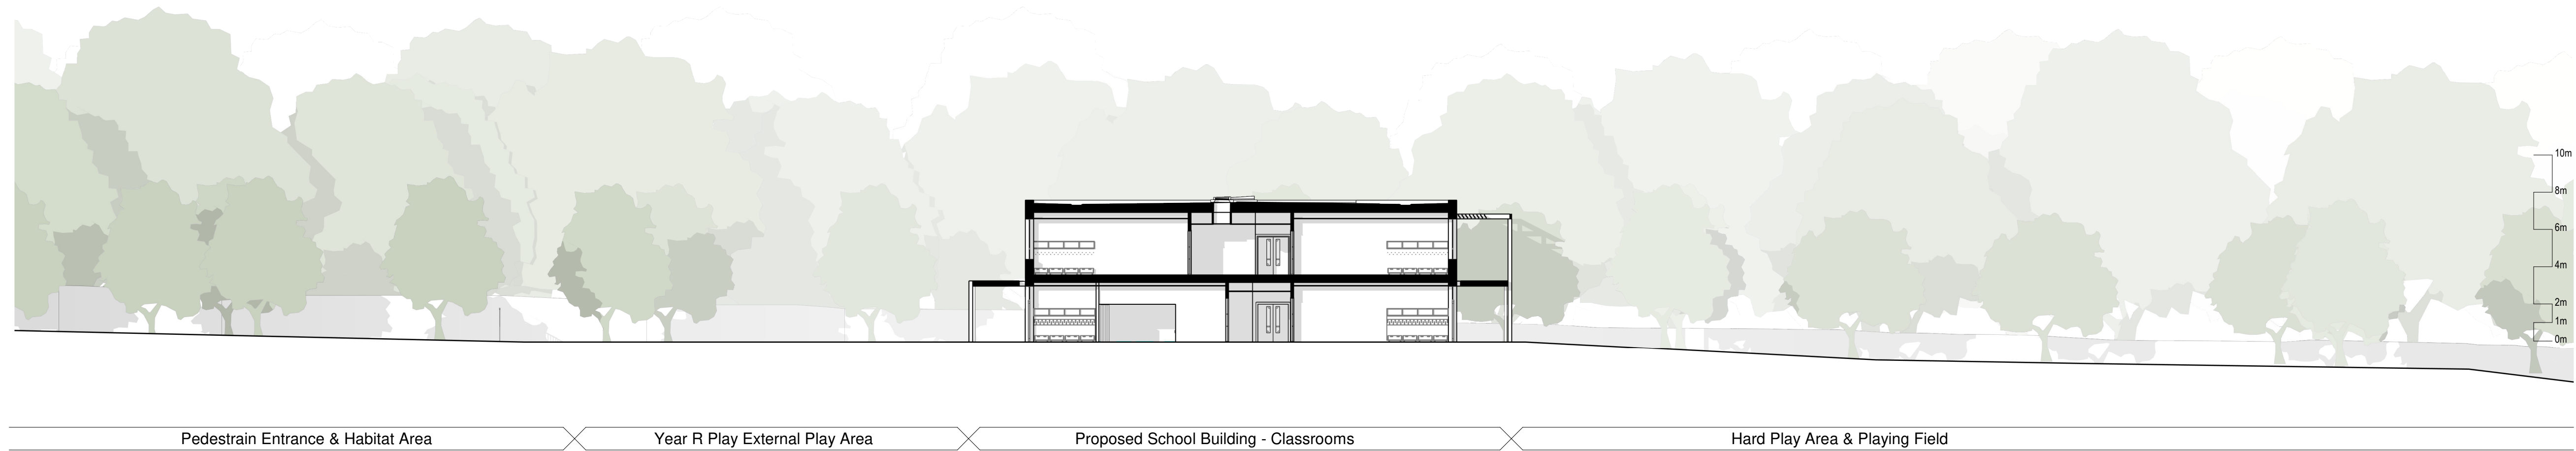 10m
8m
6m
4m
2m
1m
0m
Pedestrain Entrance & Habitat Area
Year R Play External Play Area
Proposed School Building - Classrooms
Hard Play Area & Playing Field